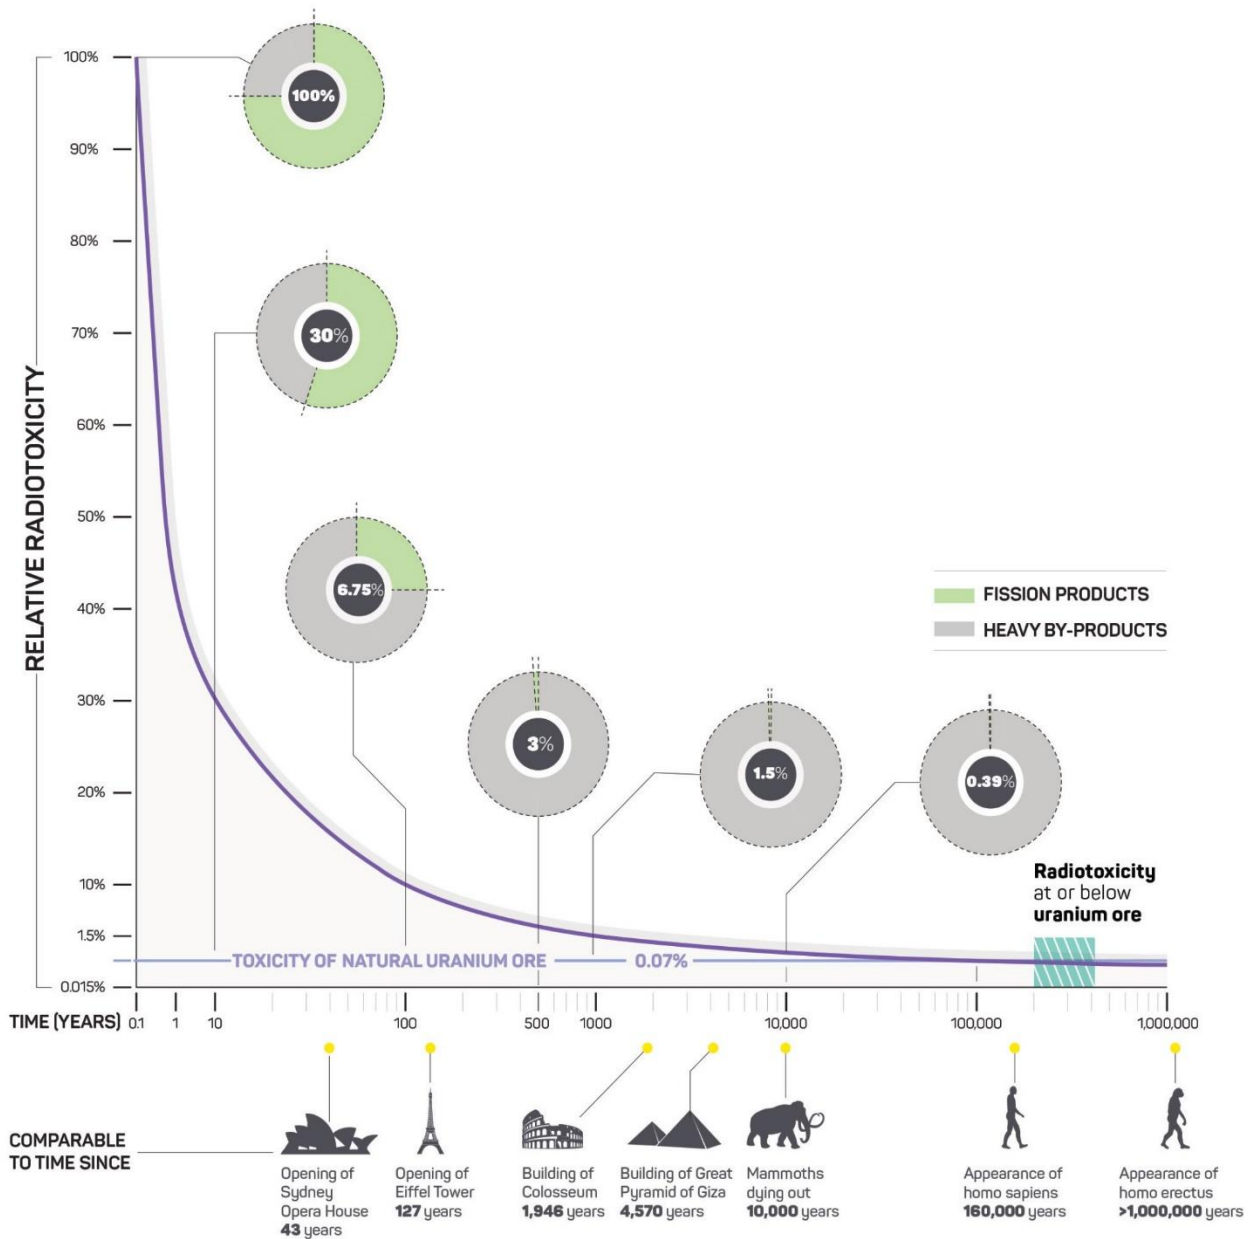 100%
90%
80%
70%
60%
50%
40%
30%
20%
10%
1.5%
0.015%
RELATIVE RADIOTOXICITY
100%
30%
6.75%
3%
1.5%
0.39%
FISSION PRODUCTS
HEAVY BY-PRODUCTS
Radiotoxicity
at or below
uranium ore
TOXICITY OF NATURAL URANIUM ORE 0.07%
TIME (YEARS) 0.1 1 10 100 500 1000 10,000 100,000 1,000,000
COMPARABLE
TO TIME SINCE
Opening of
Sydney
Opera House
43 years
Opening of
Eiffel Tower
127 years
Building of
Colosseum
1,946 years
Building of Great
Pyramid of Giza
4,570 years
Mammoths
dying out
10,000 years
Appearance of
homo sapiens
160,000 years
Appearance of
homo erectus
>1,000,000 years